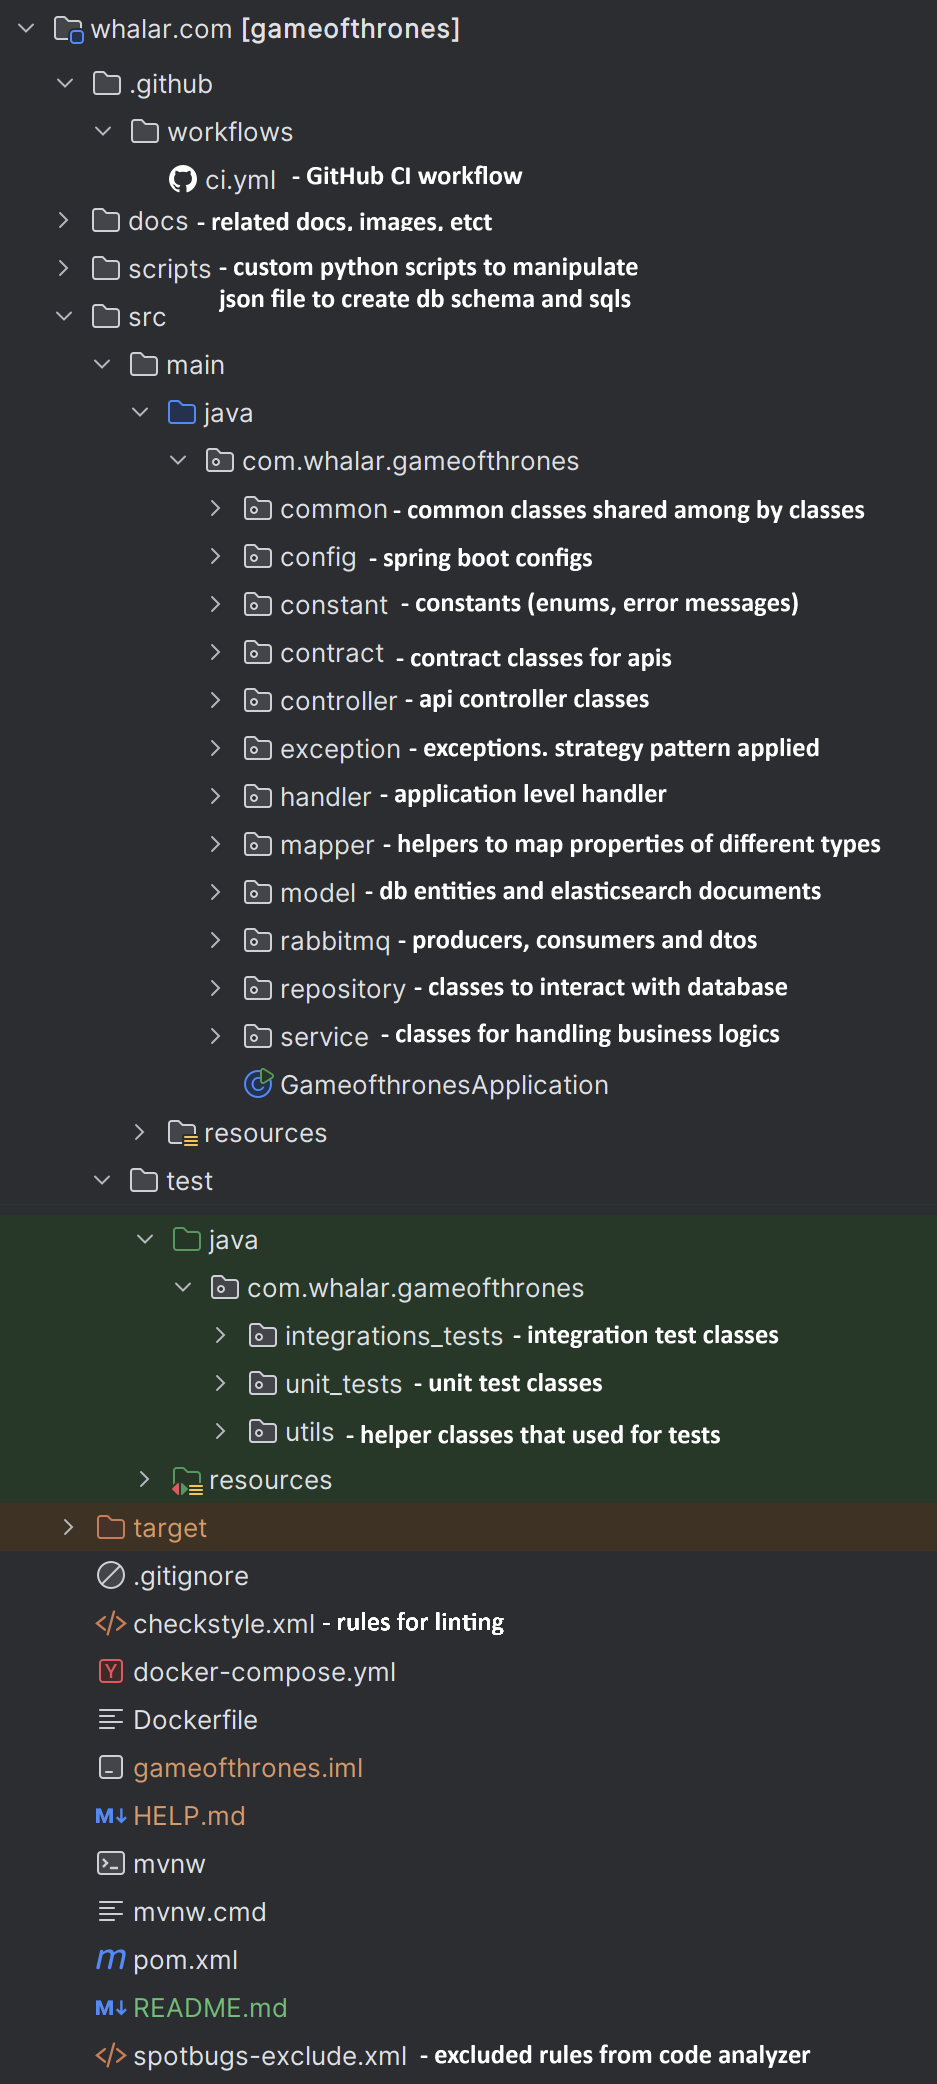 whalar.com [gameofthrones]
.github
workflows
ci.yml - GitHub CI workflow
docs - related docs, images, etct
scripts - custom python scripts to manipulate
json file to create db schema and sqls
src
main
java
com.whalar.gameofthrones
common - common classes shared among by classes
config - spring boot configs
constant - constants (enums, error messages)
contract - contract classes for apis
controller - api controller classes
exception - exceptions. strategy pattern applied
handler - application level handler
mapper - helpers to map properties of different types
model - db entities and elasticsearch documents
rabbitmq - producers, consumers and dtos
repository - classes to interact with database
service - classes for handling business logics
GameofthronesApplication
resources
test
java
com.whalar.gameofthrones
integrations_tests - integration test classes
unit_tests - unit test classes
utils - helper classes that used for tests
resources
target
.gitignore
checkstyle.xml - rules for linting
docker-compose.yml
Dockerfile
gameofthrones.iml
HELP.md
mvnw
mvnw.cmd
pom.xml
README.md
spotbugs-exclude.xml - excluded rules from code analyzer